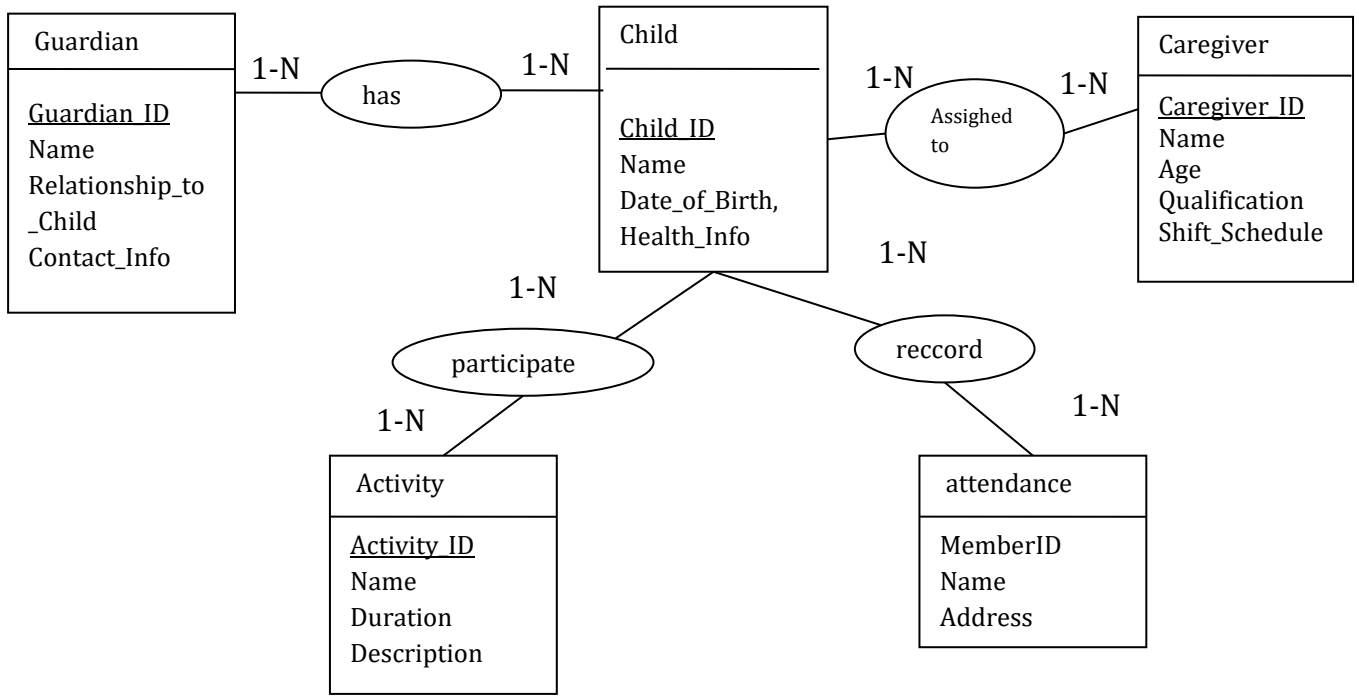 Guardian
Guardian_ID
Name
Relationship_to
_Child
Contact_Info
1-N
has
1-N
Child
Child_ID
Name
Date_of_Birth,
Health_Info
1-N
Assighed
to
1-N
Caregiver
Caregiver_ID
Name
Age
Qualification
Shift_Schedule
1-N
participate
1-N
1-N
reccord
1-N
Activity
Activity_ID
Name
Duration
Description
attendance
MemberID
Name
Address